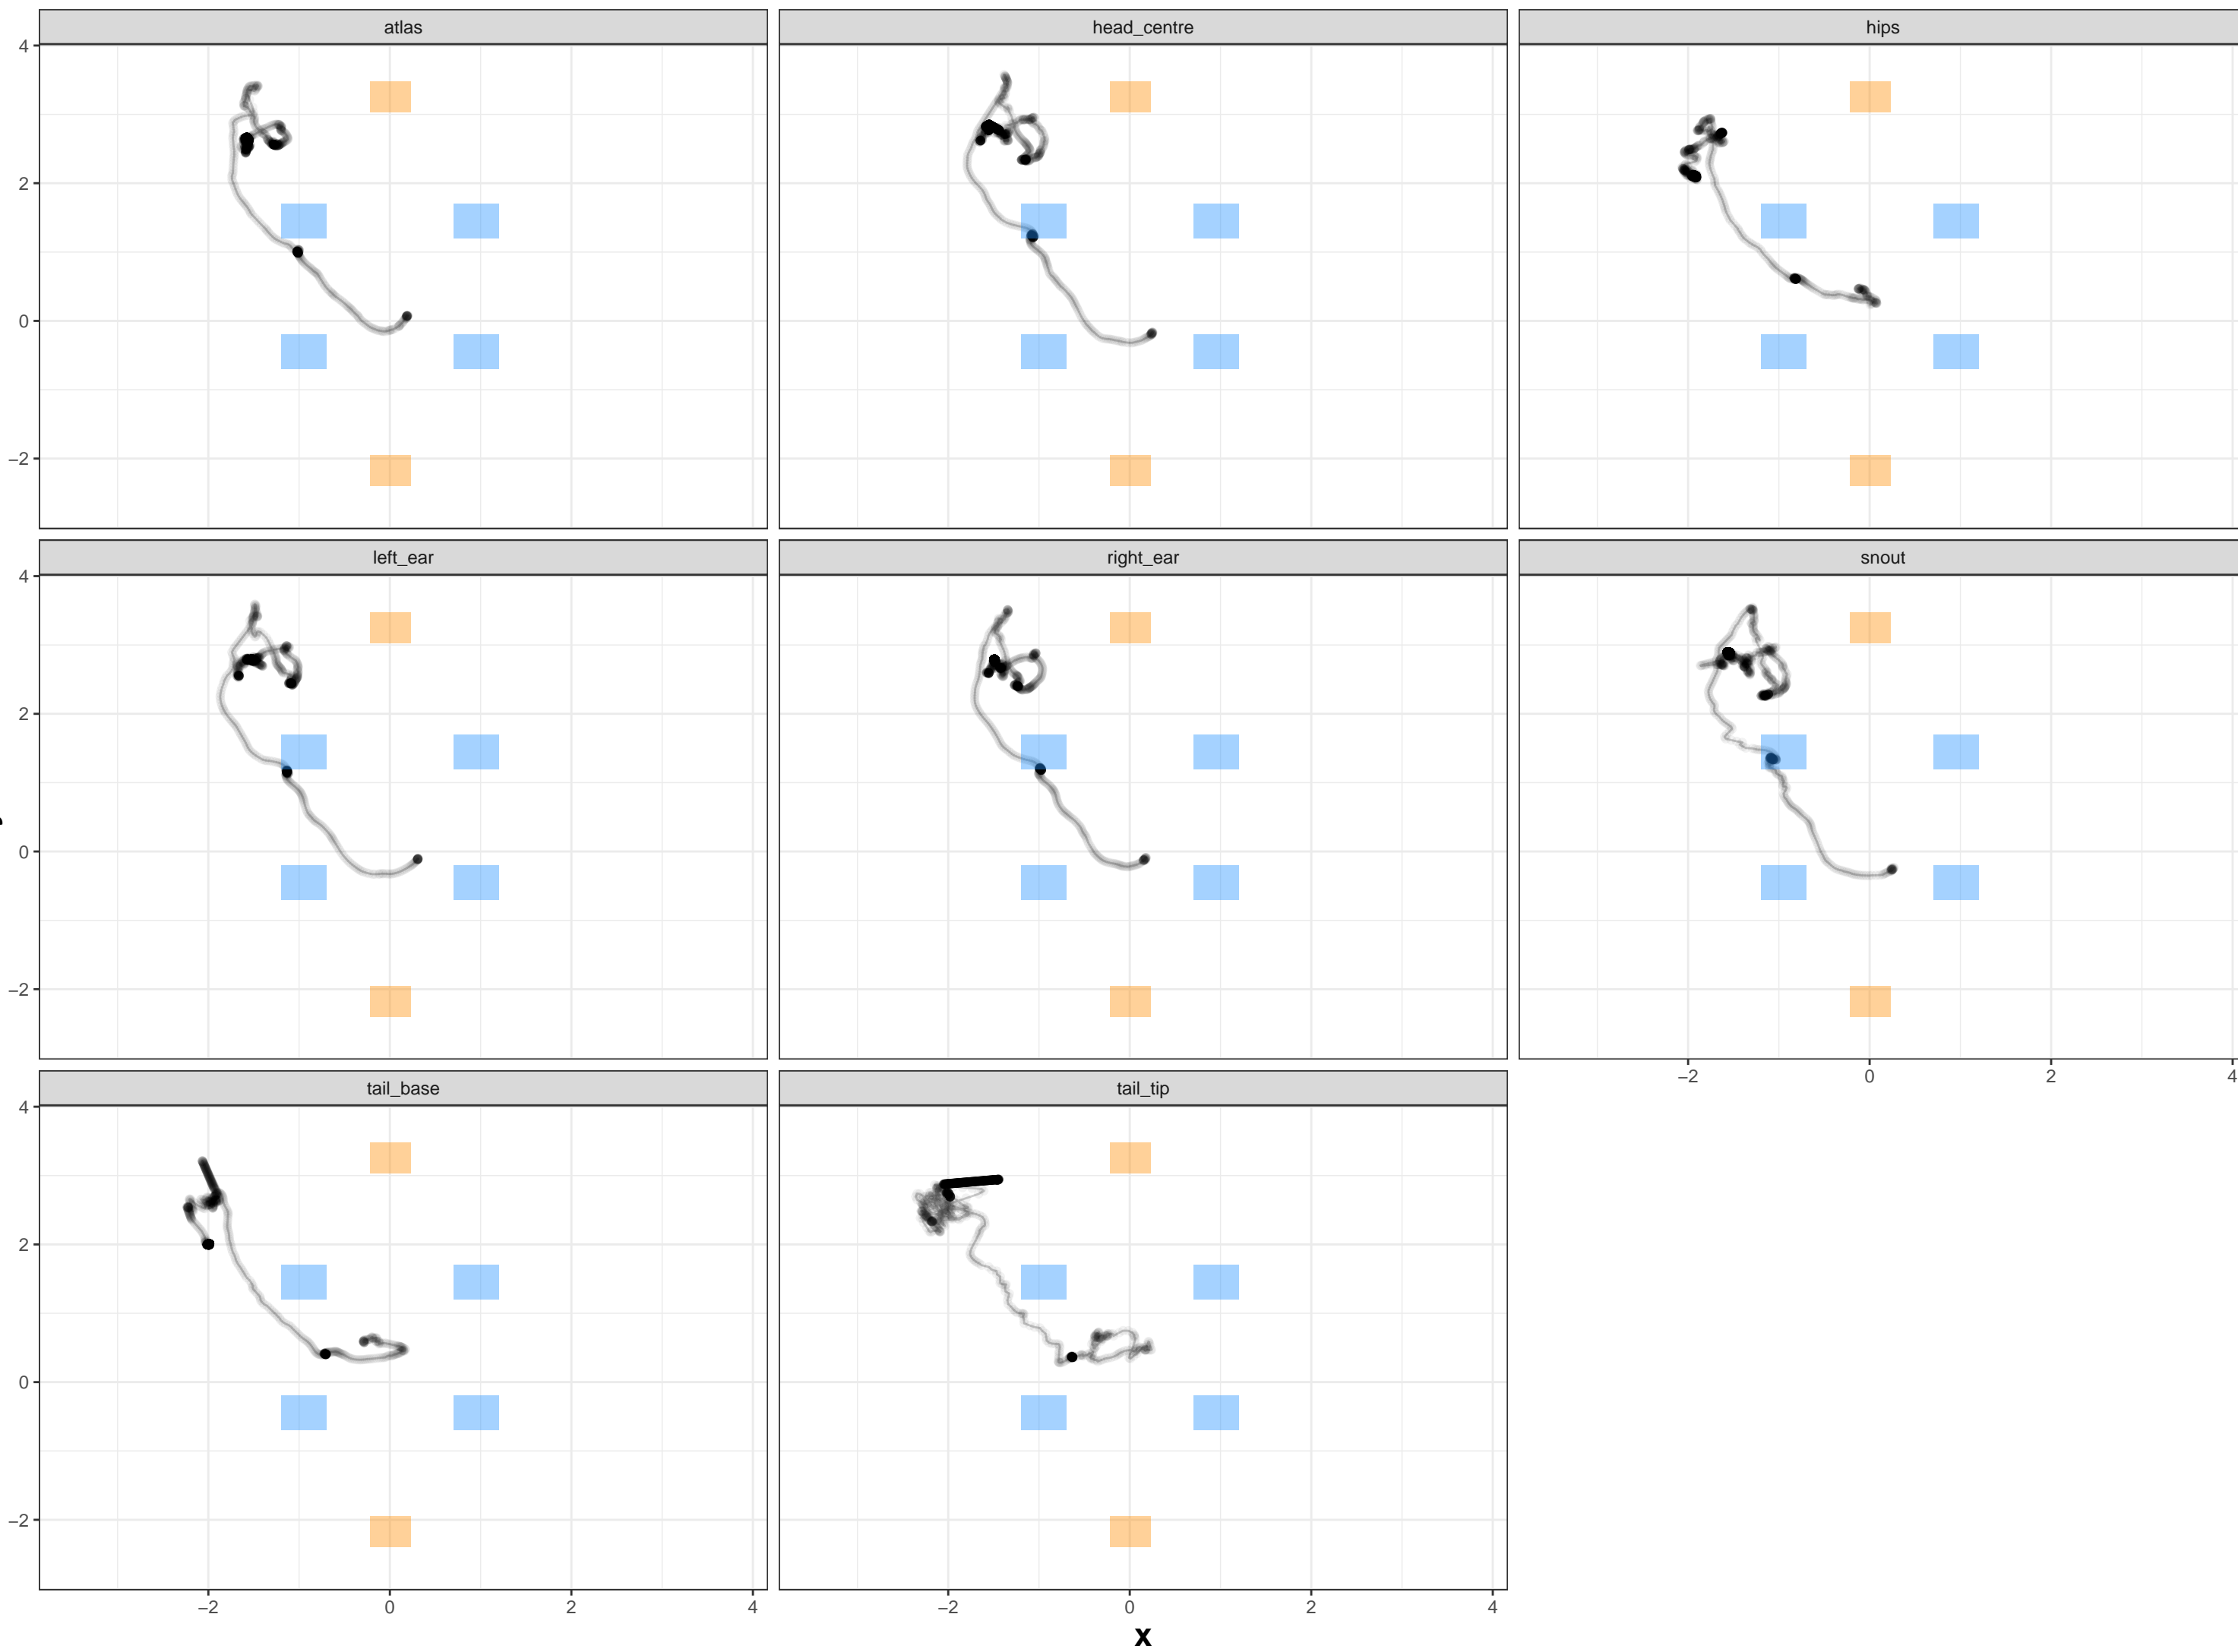 atlas head_centre hips
4
2
0
−2
left_ear right_ear snout
4
2
0
−2
−2 0 2 4
tail_base tail_tip
4
2
0
−2
−2 0 2 4 −2 0 2 4
x